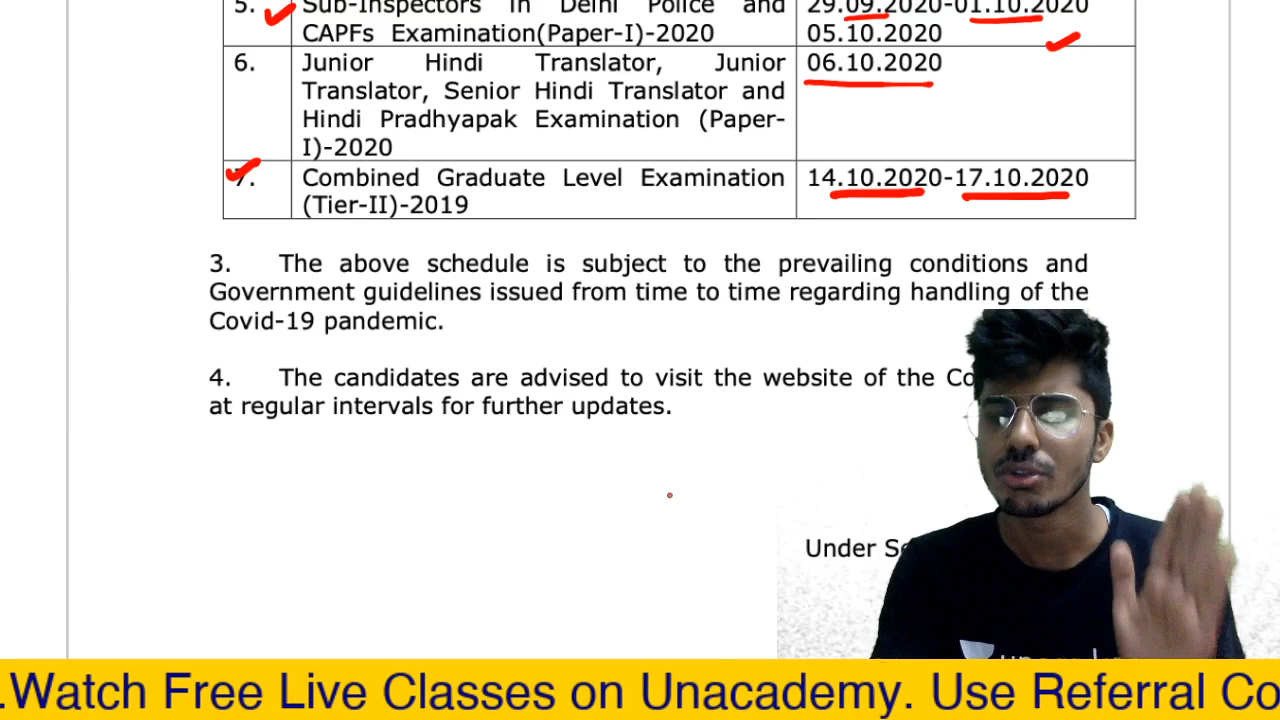 5. Sub-Inspectors in Delhi Police and 29.09.2020-01.10.2020
CAPFs Examination(Paper-I)-2020 05.10.2020
6. Junior Hindi Translator, Junior 06.10.2020
Translator, Senior Hindi Translator and
Hindi Pradhyapak Examination (Paper-
I)-2020
7. Combined Graduate Level Examination 14.10.2020-17.10.2020
(Tier-II)-2019
3. The above schedule is subject to the prevailing conditions and
Government guidelines issued from time to time regarding handling of the
Covid-19 pandemic.
4. The candidates are advised to visit the website of the Co
at regular intervals for further updates.
Under Se
.Watch Free Live Classes on Unacademy. Use Referral Co